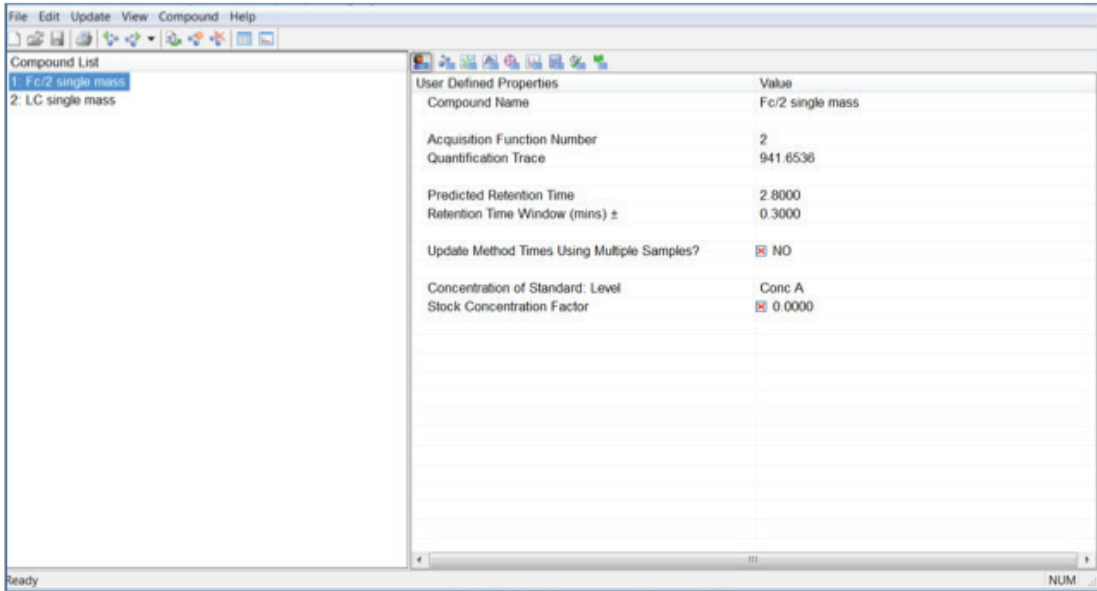 File Edit Update View Compound Help
Compound List
1: Fc/2 single mass
2: LC single mass
User Defined Properties Value
Compound Name Fc/2 single mass
Acquisition Function Number 2
Quantification Trace 941.6536
Predicted Retention Time 2.8000
Retention Time Window (mins) ± 0.3000
Update Method Times Using Multiple Samples? NO
Concentration of Standard: Level Conc A
Stock Concentration Factor 0.0000
Ready NUM